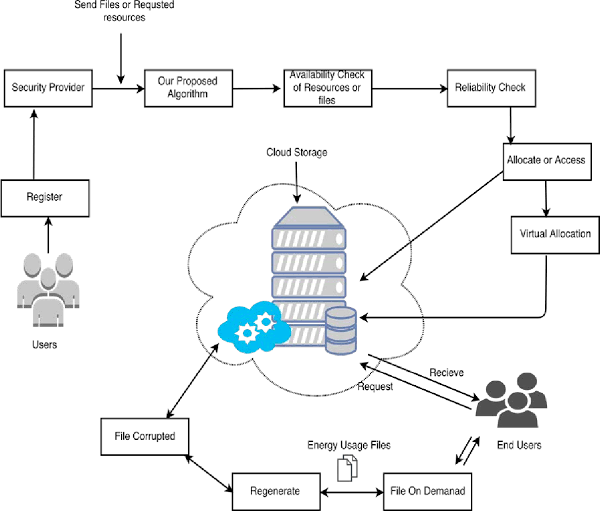 Send Files or Requsted
resources
Security Provider
Our Proposed
Algorithm
Availability Check
of Resources or
files
Reliability Check
Cloud Storage
Allocate or Access
Register
Virtual Allocation
Users
Recieve
Request
File Corrupted
Energy Usage Files
End Users
Regenerate
File On Demanad